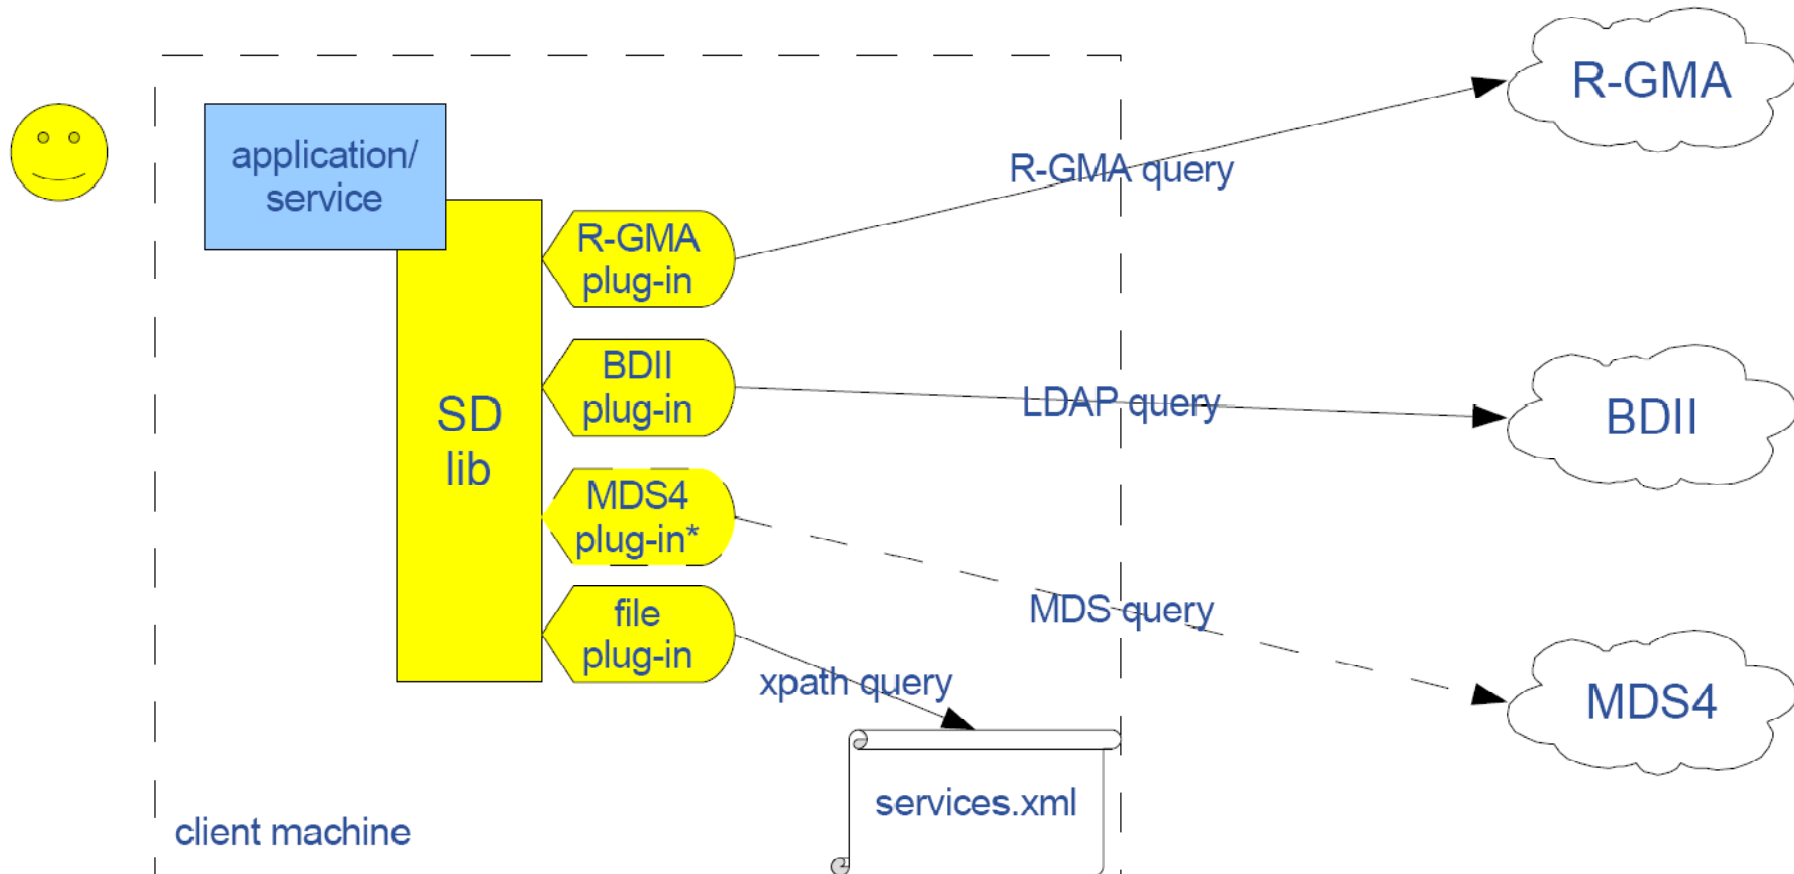 R-GMA
application/
service
R-GMA query
R-GMA
plug-in
BDII
plug-in
LDAP query
BDII
SD
lib
MDS4
plug-in*
MDS query
file
plug-in
xpath query
MDS4
services.xml
client machine